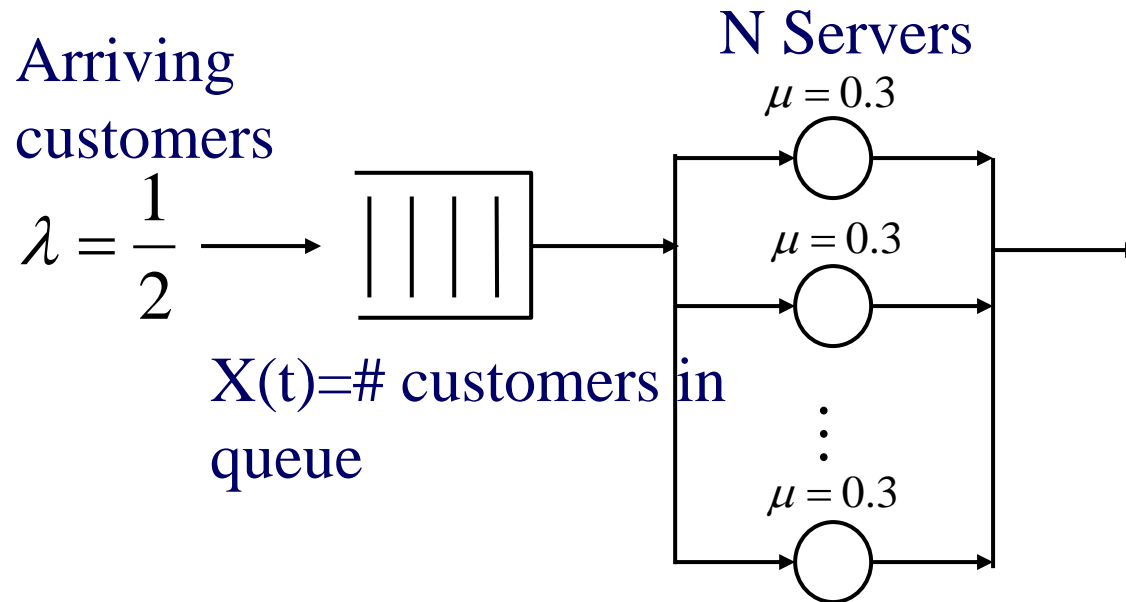 N Servers
Arriving
customers
μ = 0.3
λ = 1/2
μ = 0.3
X(t)=# customers in
queue
⋮
μ = 0.3